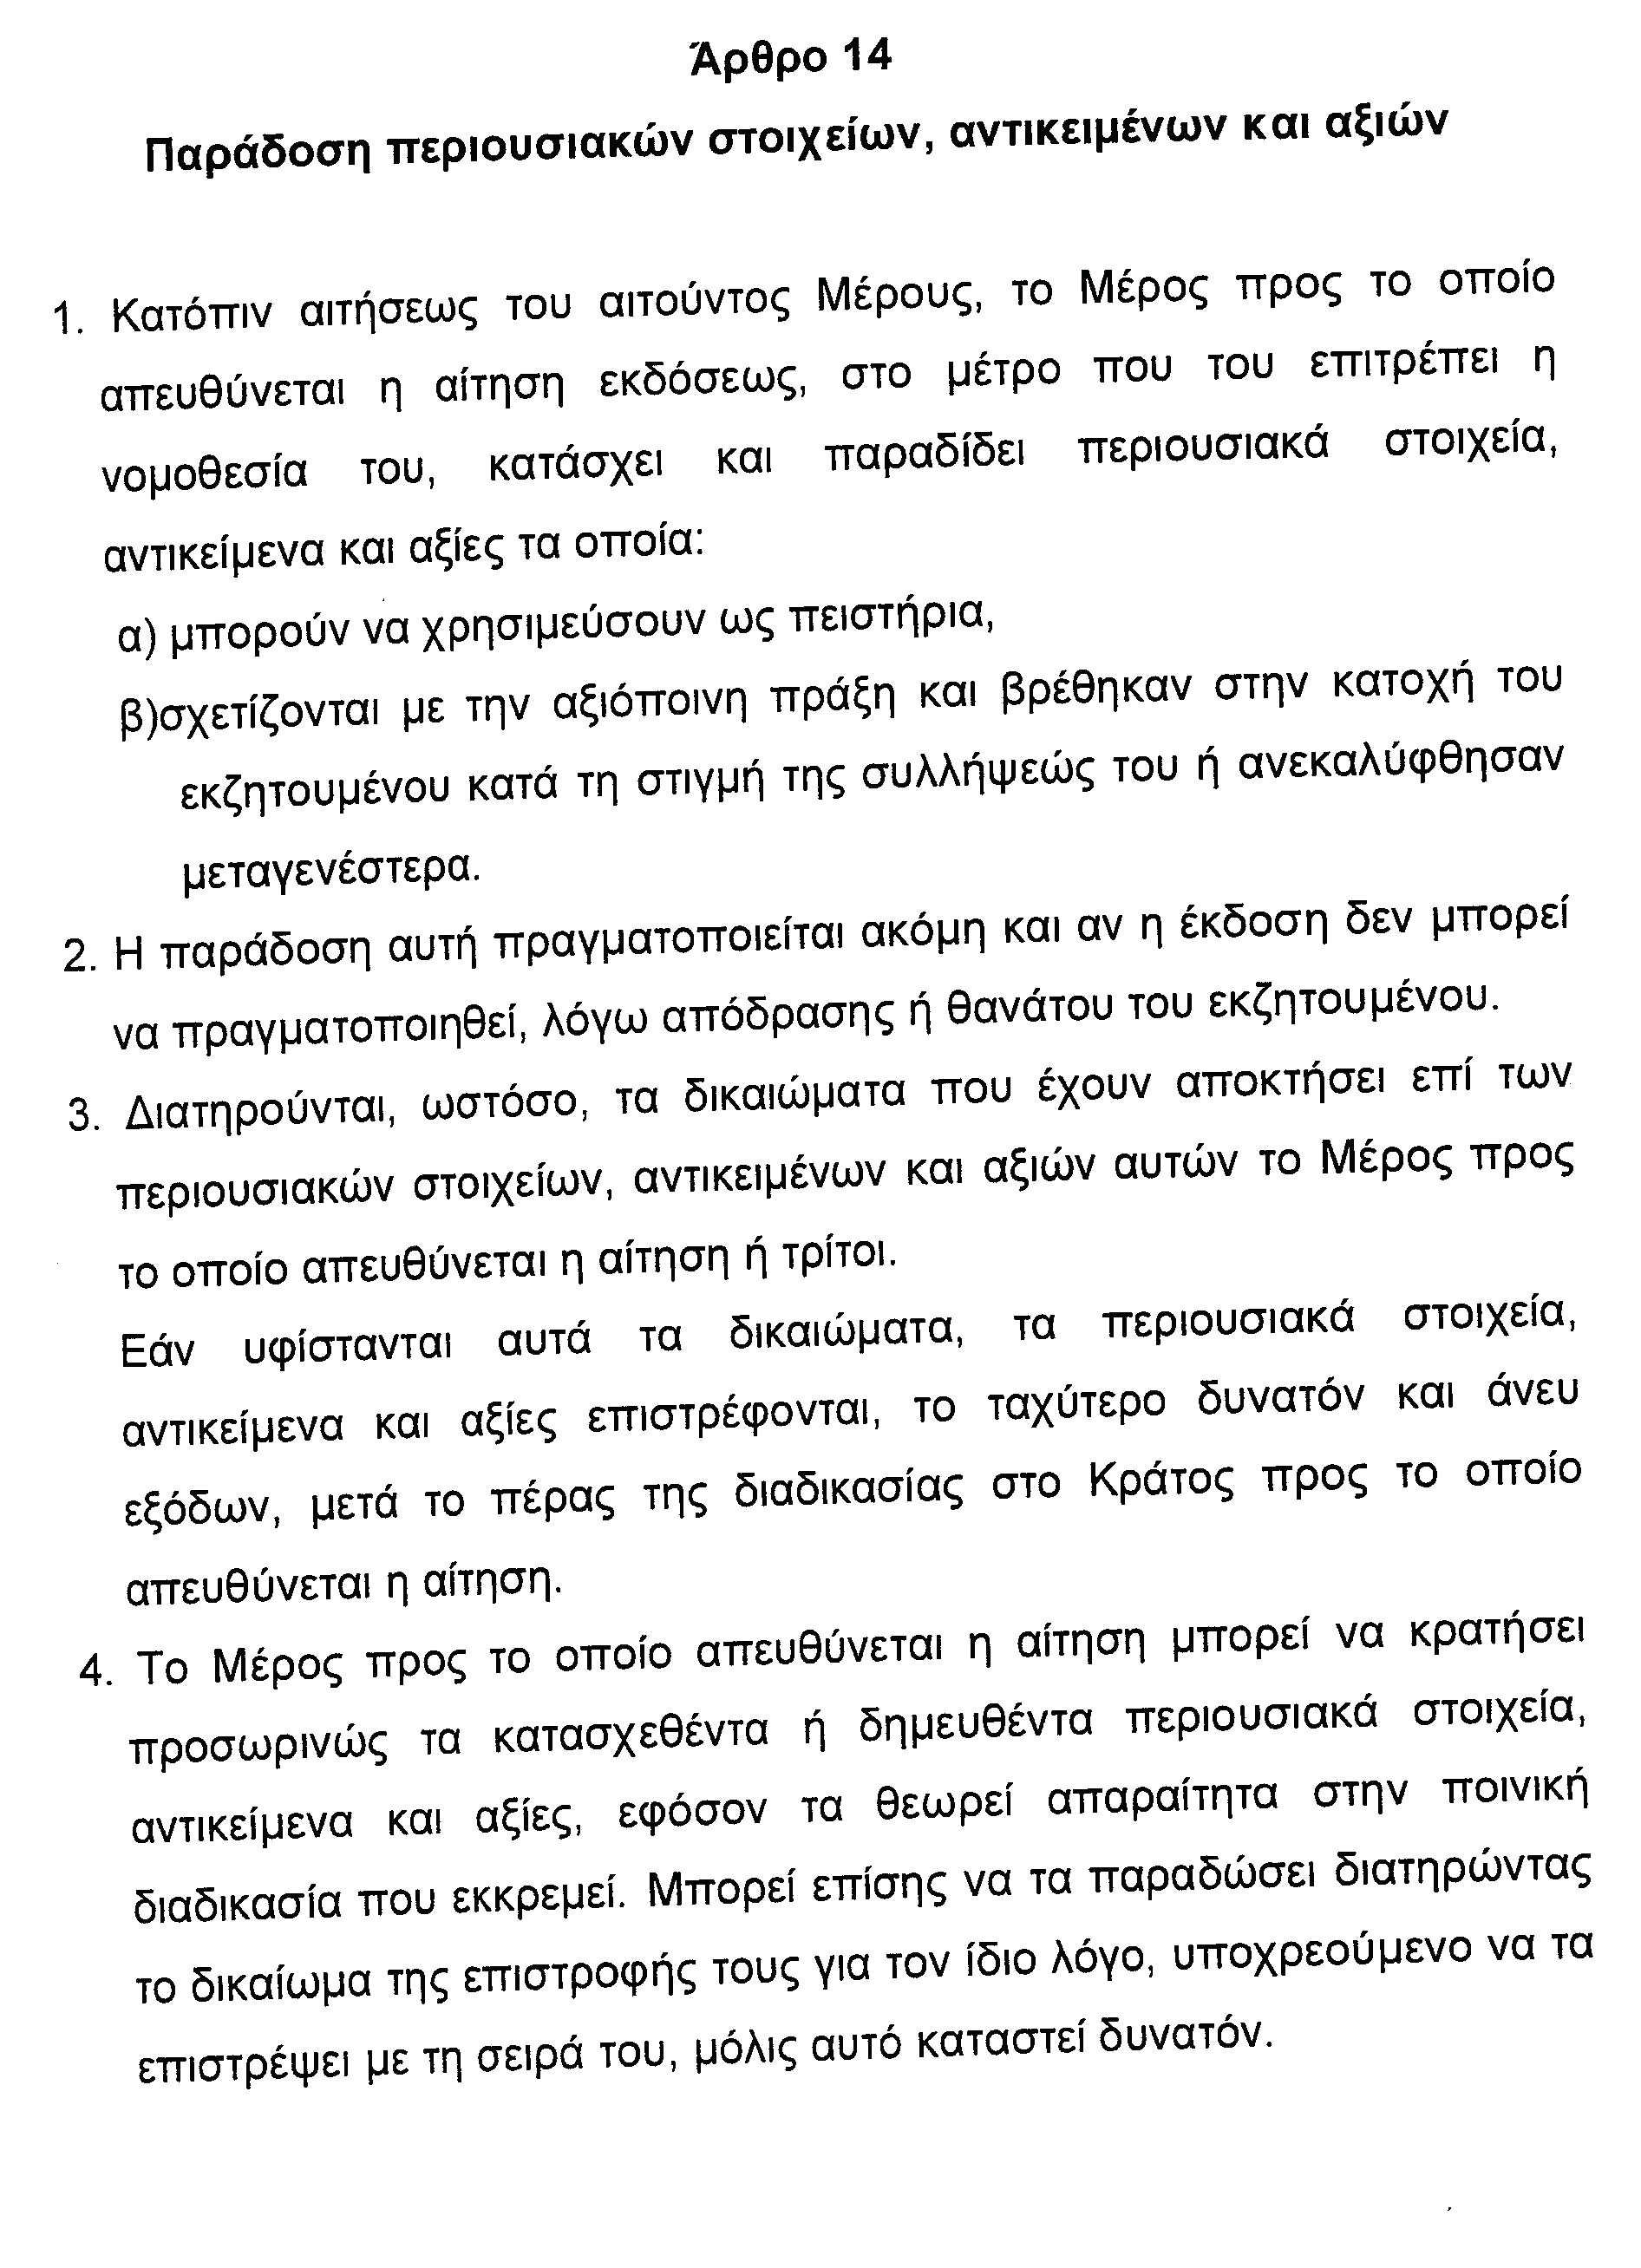 Άρθρο 14
Παράδοση περιουσιακών στοιχείων, αντικειμένων και αξιών
1. Κατόπιν αιτήσεως του αιτούντος Μέρους, το Μέρος προς το οποίο
απευθύνεται η αίτηση εκδόσεως, στο μέτρο που του επιτρέπει η
νομοθεσία του, κατάσχει και παραδίδει περιουσιακά στοιχεία,
αντικείμενα και αξίες τα οποία:
α) μπορούν να χρησιμεύσουν ως πειστήρια,
β)σχετίζονται με την αξιόποινη πράξη και βρέθηκαν στην κατοχή του
εκζητουμένου κατά τη στιγμή της συλλήψεώς του ή ανεκαλύφθησαν
μεταγενέστερα.
2. Η παράδοση αυτή πραγματοποιείται ακόμη και αν η έκδοση δεν μπορεί
να πραγματοποιηθεί, λόγω απόδρασης ή θανάτου του εκζητουμένου.
3. Διατηρούνται, ωστόσο, τα δικαιώματα που έχουν αποκτήσει επί των
περιουσιακών στοιχείων, αντικειμένων και αξιών αυτών το Μέρος προς
το οποίο απευθύνεται η αίτηση ή τρίτοι.
Εάν υφίστανται αυτά τα δικαιώματα, τα περιουσιακά στοιχεία,
αντικείμενα και αξίες επιστρέφονται, το ταχύτερο δυνατόν και άνευ
εξόδων, μετά το πέρας της διαδικασίας στο Κράτος προς το οποίο
απευθύνεται η αίτηση.
4. Το Μέρος προς το οποίο απευθύνεται η αίτηση μπορεί να κρατήσει
προσωρινώς τα κατασχεθέντα ή δημευθέντα περιουσιακά στοιχεία,
αντικείμενα και αξίες, εφόσον τα θεωρεί απαραίτητα στην ποινική
διαδικασία που εκκρεμεί. Μπορεί επίσης να τα παραδώσει διατηρώντας
το δικαίωμα της επιστροφής τους για τον ίδιο λόγο, υποχρεούμενο να τα
επιστρέψει με τη σειρά του, μόλις αυτό καταστεί δυνατόν.